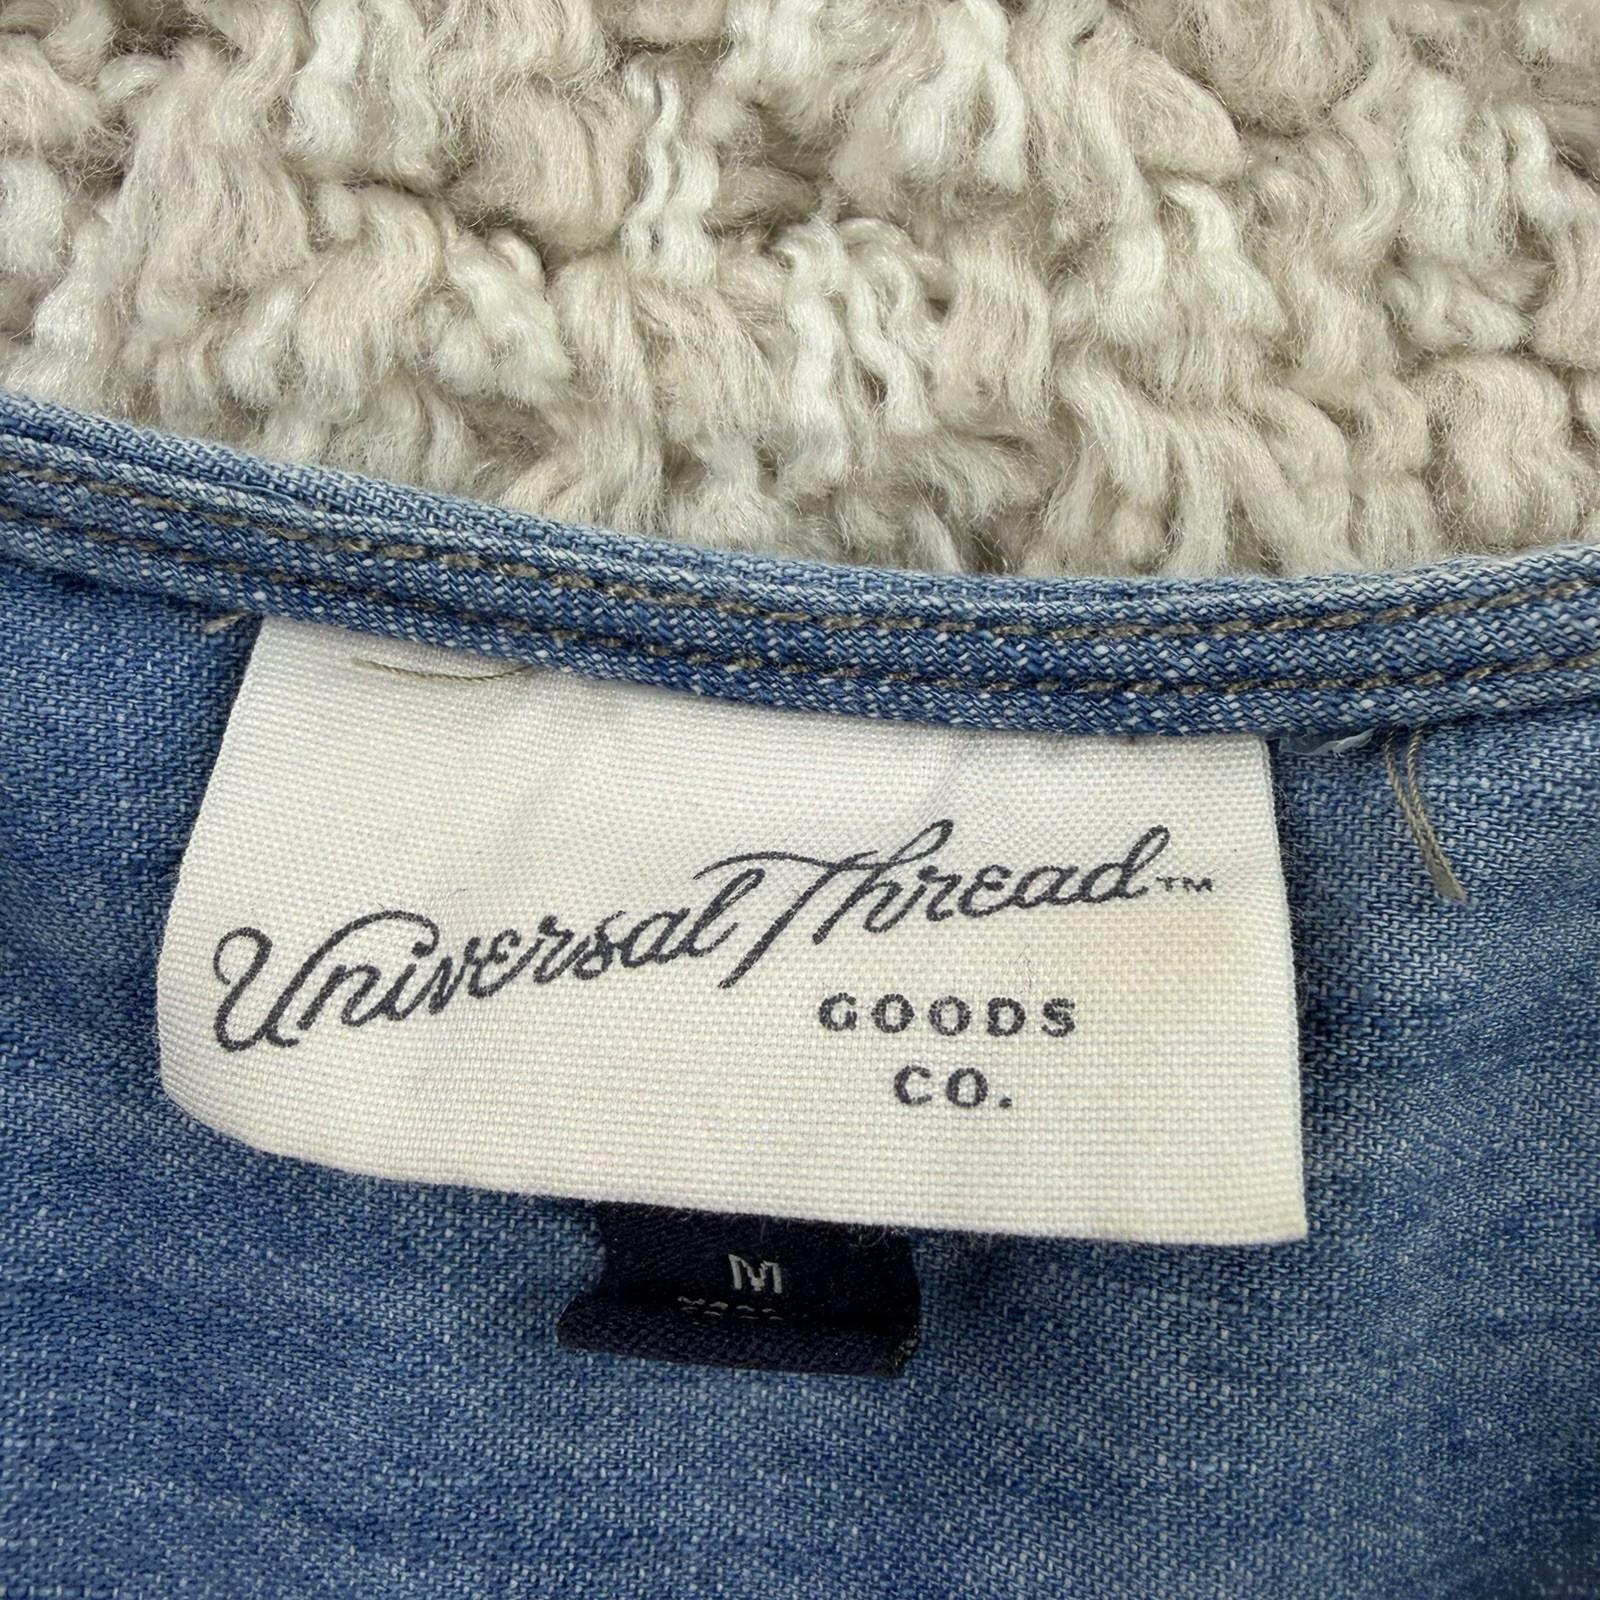 Universal Thread™
GOODS
CO.
M